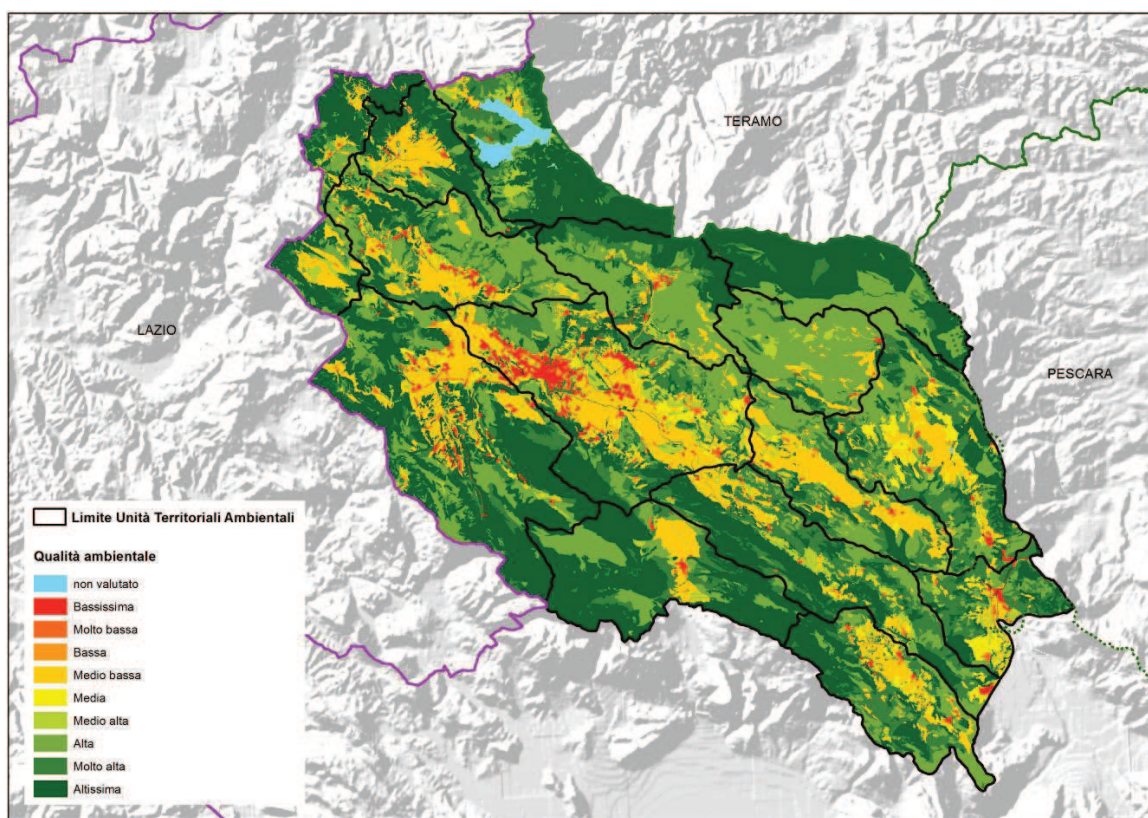 TERAMO
LAZIO
PESCARA
Limite Unità Territoriali Ambientali
Qualità ambientale
non valutato
Bassissima
Molto bassa
Bassa
Medio bassa
Media
Medio alta
Alta
Molto alta
Altissima